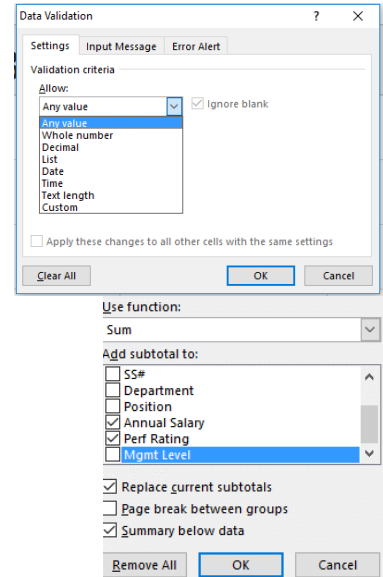 Data Validation ? ✕
Settings Input Message Error Alert
Validation criteria
Allow:
Any value Ignore blank
Any value
Whole number
Decimal
List
Date
Time
Text length
Custom
Apply these changes to all other cells with the same settings
Clear All OK Cancel
Use function:
Sum
Add subtotal to:
SS#
Department
Position
Annual Salary
Perf Rating
Mgmt Level
Replace current subtotals
Page break between groups
Summary below data
Remove All OK Cancel